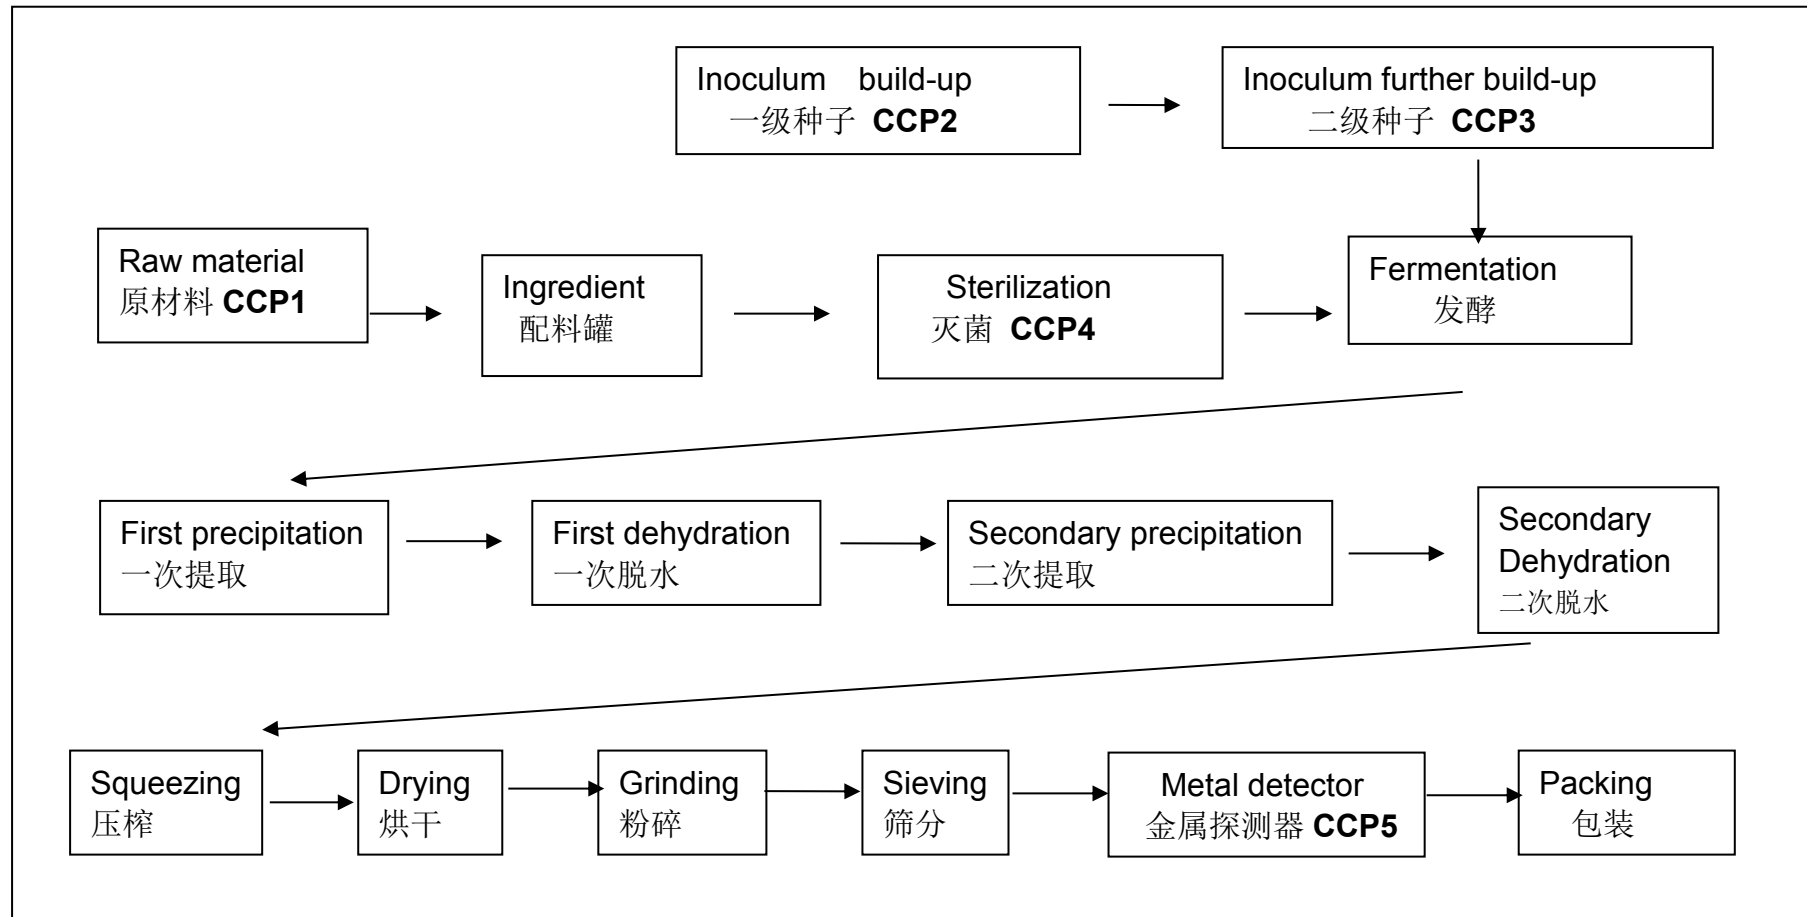 Inoculum build-up
一级种子 CCP2
Inoculum further build-up
二级种子 CCP3
Raw material
原材料 CCP1
Ingredient
配料罐
Sterilization
灭菌 CCP4
Fermentation
发酵
First precipitation
一次提取
First dehydration
一次脱水
Secondary precipitation
二次提取
Secondary
Dehydration
二次脱水
Squeezing
压榨
Drying
烘干
Grinding
粉碎
Sieving
筛分
Metal detector
金属探测器 CCP5
Packing
包装